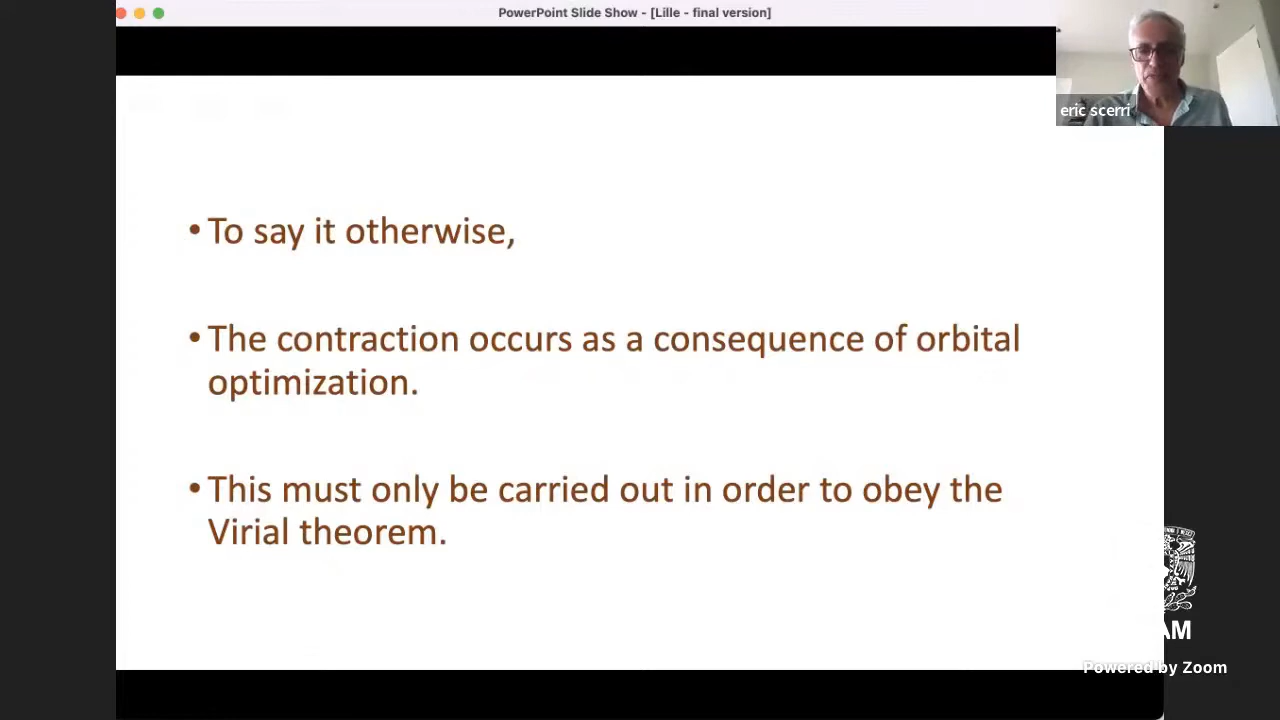 PowerPoint Slide Show - [Lille - final version]
eric scerri
• To say it otherwise,
• The contraction occurs as a consequence of orbital
optimization.
• This must only be carried out in order to obey the
Virial theorem.
AM
Powered by Zoom